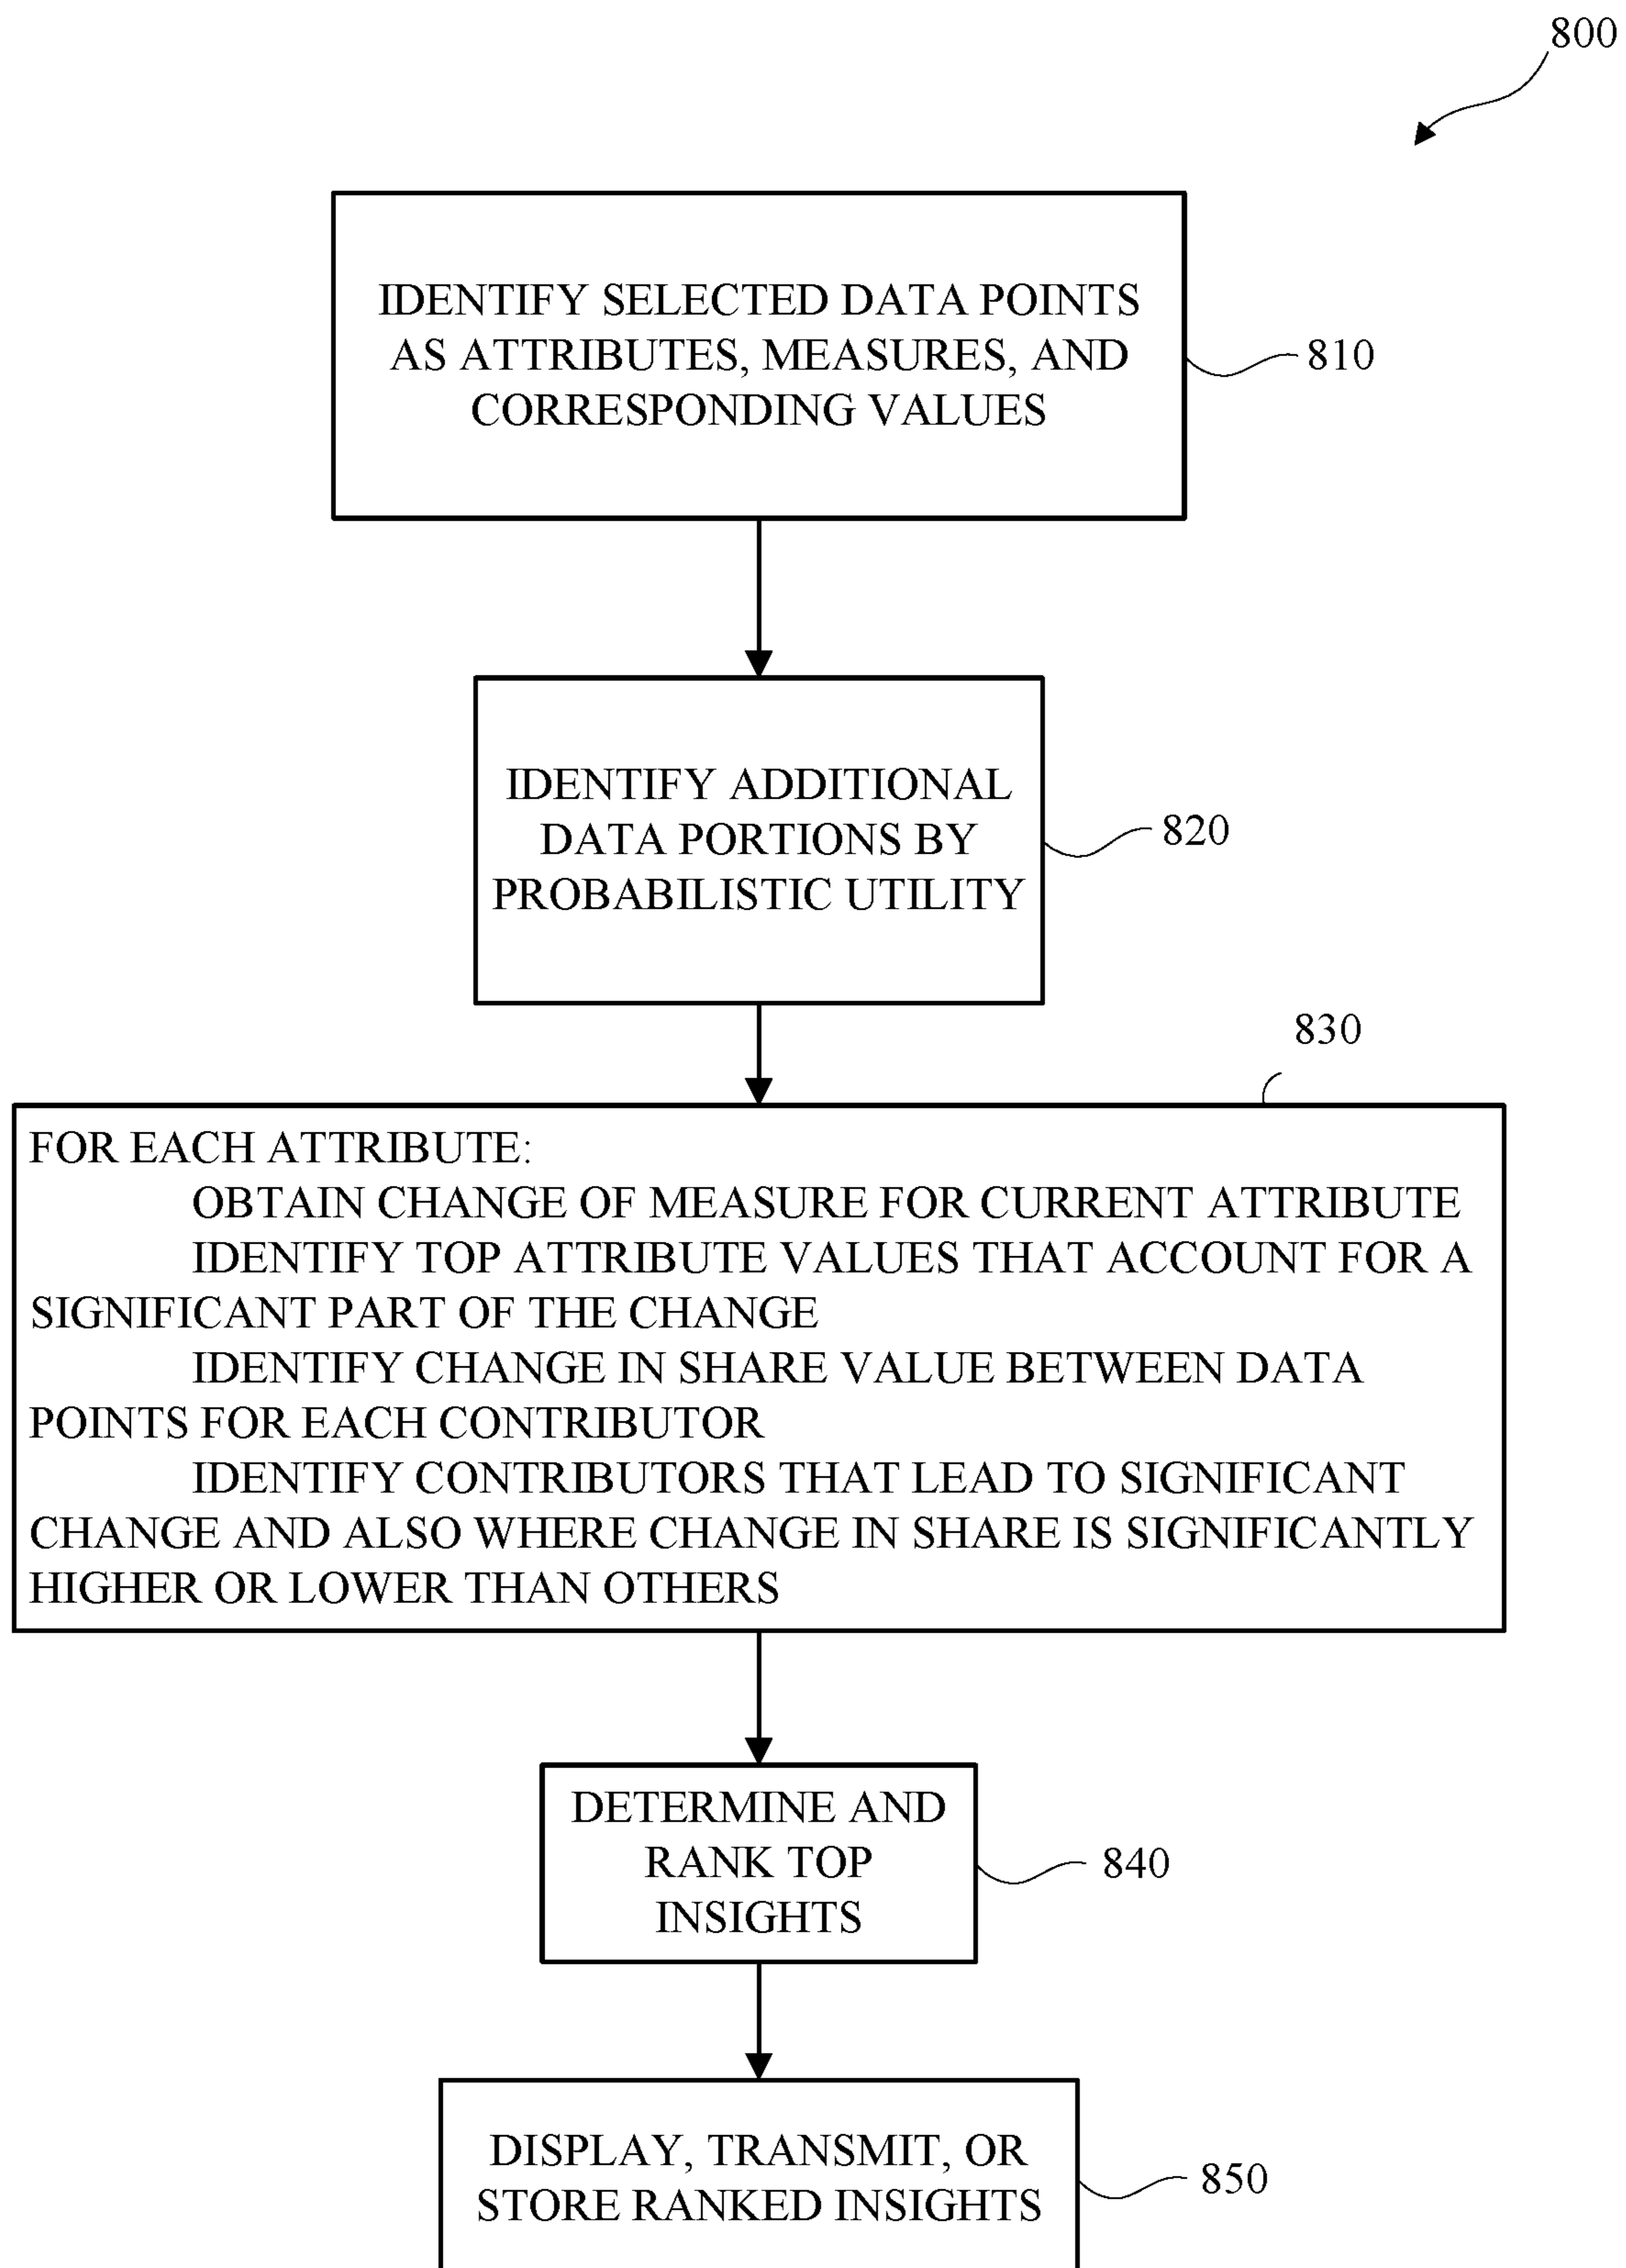 800
IDENTIFY SELECTED DATA POINTS
AS ATTRIBUTES, MEASURES, AND
CORRESPONDING VALUES
810
IDENTIFY ADDITIONAL
DATA PORTIONS BY
PROBABILISTIC UTILITY
820
830
FOR EACH ATTRIBUTE:
OBTAIN CHANGE OF MEASURE FOR CURRENT ATTRIBUTE
IDENTIFY TOP ATTRIBUTE VALUES THAT ACCOUNT FOR A
SIGNIFICANT PART OF THE CHANGE
IDENTIFY CHANGE IN SHARE VALUE BETWEEN DATA
POINTS FOR EACH CONTRIBUTOR
IDENTIFY CONTRIBUTORS THAT LEAD TO SIGNIFICANT
CHANGE AND ALSO WHERE CHANGE IN SHARE IS SIGNIFICANTLY
HIGHER OR LOWER THAN OTHERS
DETERMINE AND
RANK TOP
INSIGHTS
840
DISPLAY, TRANSMIT, OR
STORE RANKED INSIGHTS
850